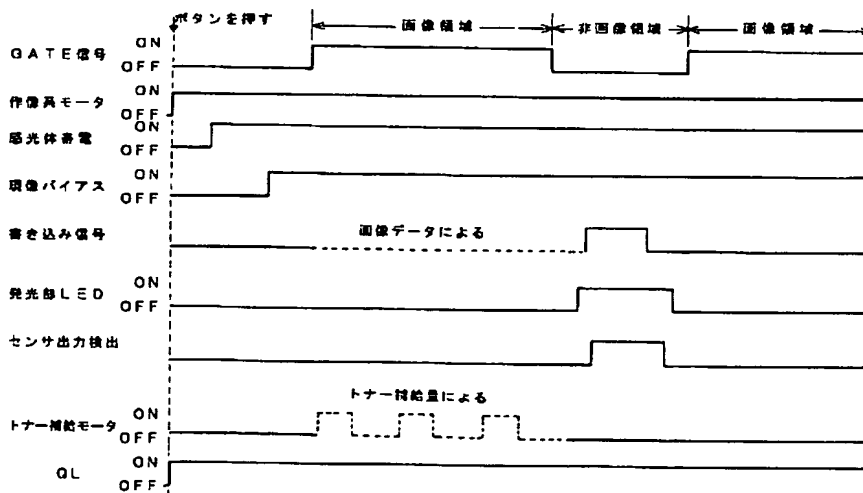 ボタンを押す 画像領域 非画像領域 画像領域
GATE信号 ON OFF
作像系モータ ON OFF
感光体帯電 ON OFF
現像バイアス ON OFF
書き込み信号 画像データによる
発光部LED ON OFF
センサ出力検出
トナー補給量による
トナー補給モータ ON OFF
QL ON OFF